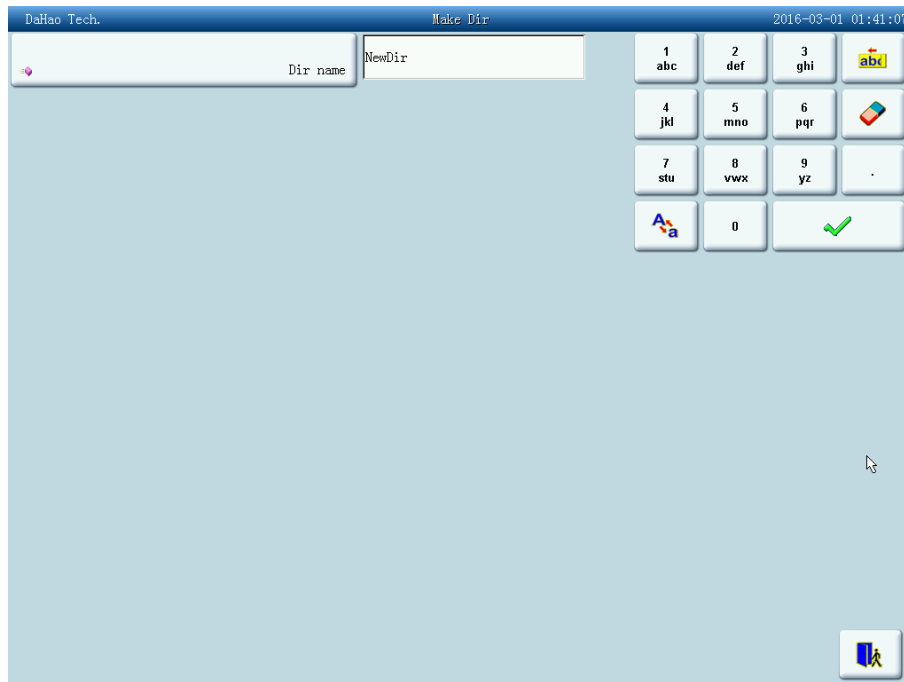 DaHao Tech. Make Dir 2016-03-01 01:41:07
Dir name NewDir
1 2 3
abc def ghi abc
4 5 6
jkl mno pqr
7 8 9
stu vwx yz .
A a 0